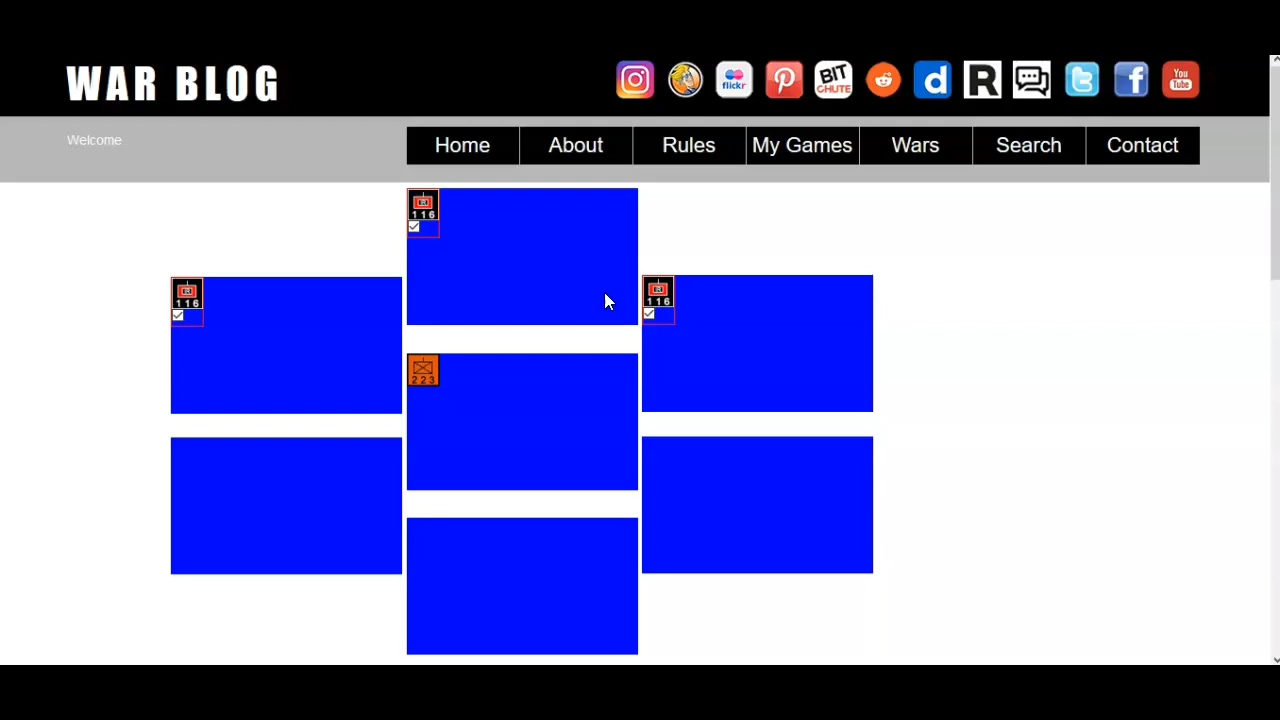 WAR BLOG
flickr
BIT
CHUTE
You
Tube
Welcome
Home About Rules My Games Wars Search Contact
1 1 6
1 1 6
1 1 6
2 2 3